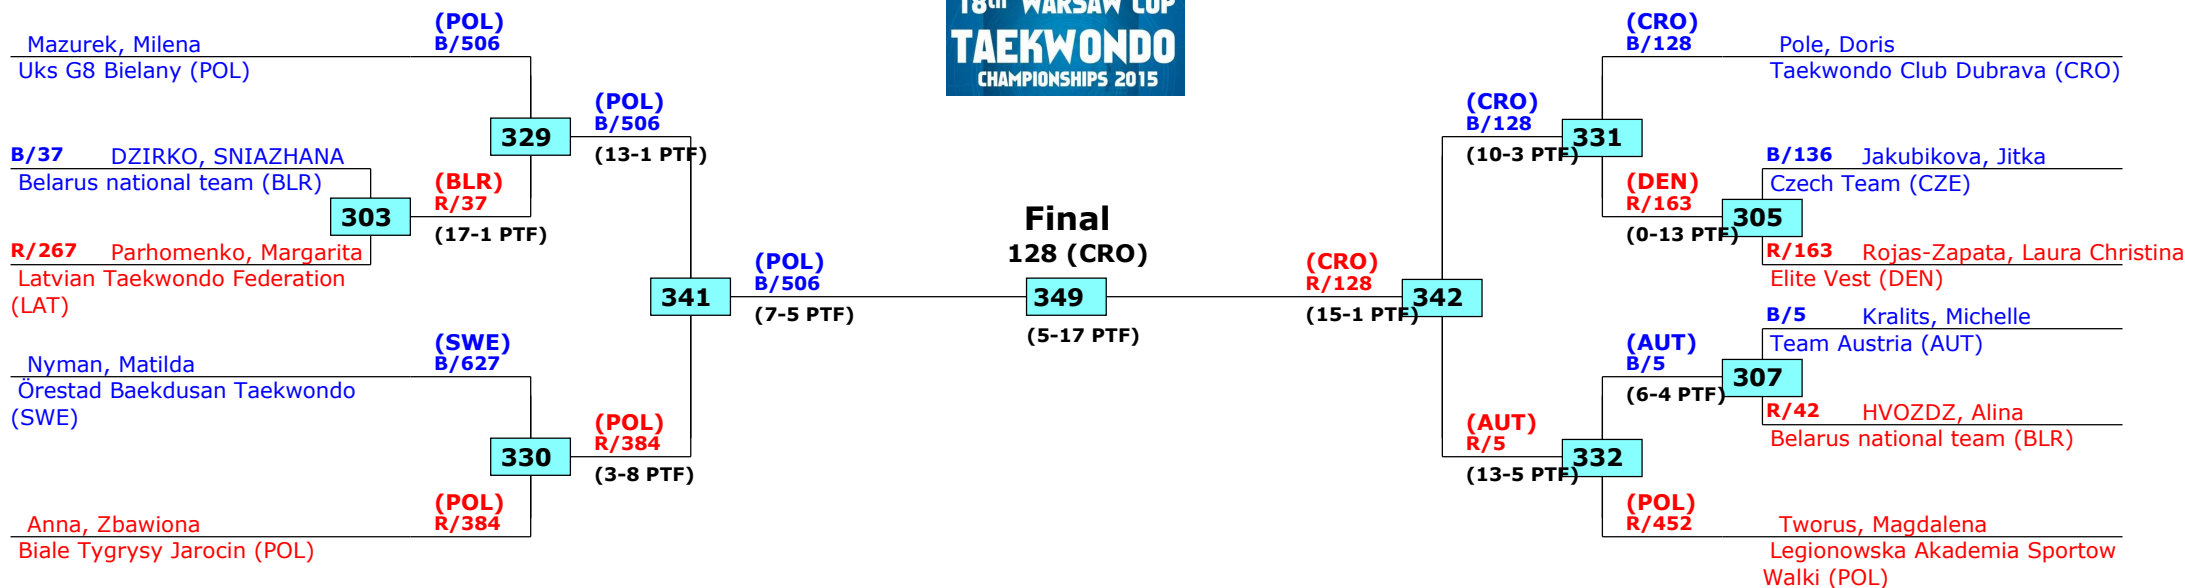 18th WARSAW CUP
TAEKWONDO
CHAMPIONSHIPS 2015
(POL)
B/506
Mazurek, Milena
Uks G8 Bielany (POL)
(POL)
B/506
329
(13-1 PTF)
B/37 DZIRKO, SNIAZHANA
Belarus national team (BLR)
(BLR)
R/37
303
(17-1 PTF)
R/267 Parhomenko, Margarita
Latvian Taekwondo Federation
(LAT)
(POL)
B/506
341
(7-5 PTF)
(SWE)
B/627
Nyman, Matilda
Örestad Baekdusan Taekwondo
(SWE)
(POL)
R/384
330
(3-8 PTF)
(POL)
R/384
Anna, Zbawiona
Biale Tygrysy Jarocin (POL)
Final
128 (CRO)
349
(5-17 PTF)
(CRO)
R/128
342
(15-1 PTF)
(CRO)
B/128
Pole, Doris
Taekwondo Club Dubrava (CRO)
(CRO)
B/128
331
(10-3 PTF)
B/136 Jakubikova, Jitka
Czech Team (CZE)
(DEN)
R/163
305
(0-13 PTF)
R/163 Rojas-Zapata, Laura Christina
Elite Vest (DEN)
B/5 Kralits, Michelle
Team Austria (AUT)
(AUT)
B/5
307
(6-4 PTF)
R/42 HVOZDZ, Alina
Belarus national team (BLR)
(AUT)
R/5
332
(13-5 PTF)
(POL)
R/452
Tworus, Magdalena
Legionowska Akademia Sportow
Walki (POL)